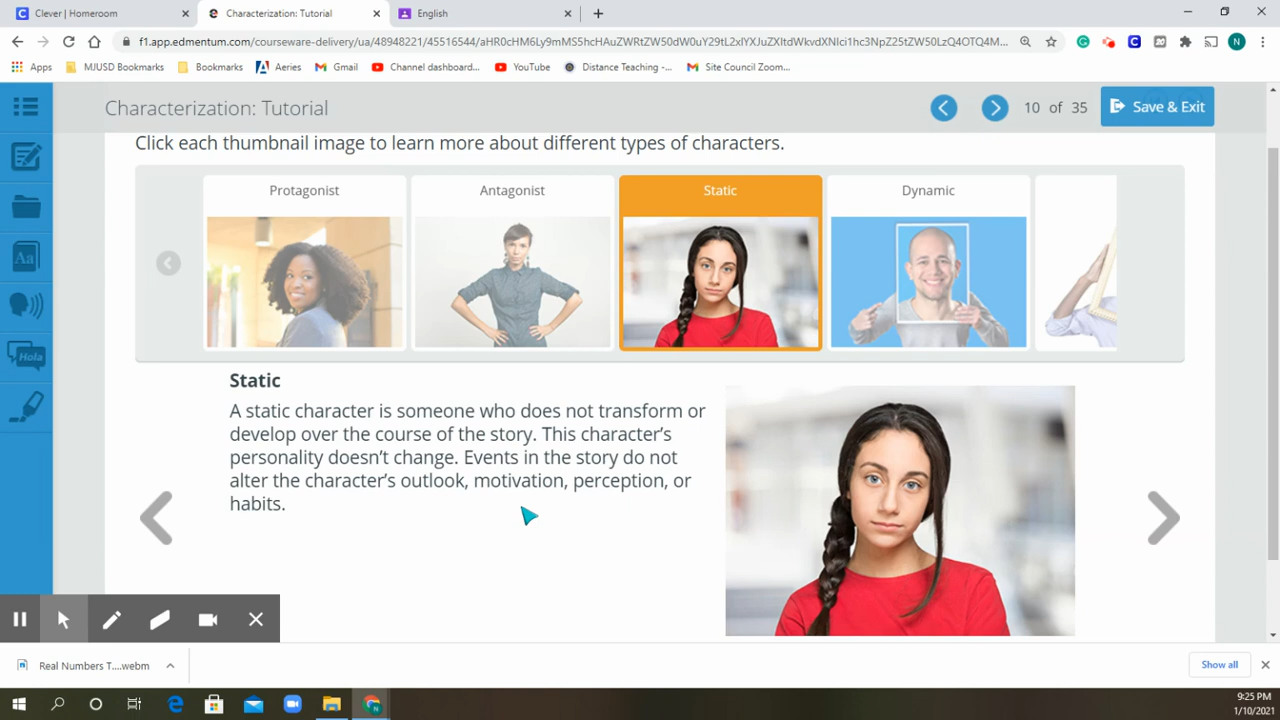 Clever | Homeroom
Characterization: Tutorial
English
f1.app.edmentum.com/courseware-delivery/ua/48948221/45516544/
Apps
MJUSD Bookmarks
Bookmarks
Aeries
Gmail
Channel dashboard...
YouTube
Distance Teaching -...
Site Council Zoom...
N
Characterization: Tutorial
10 of 35
Save & Exit
Click each thumbnail image to learn more about different types of characters.
Protagonist
Antagonist
Static
Dynamic
Aa
Hola
Static
A static character is someone who does not transform or
develop over the course of the story. This character’s
personality doesn’t change. Events in the story do not
alter the character’s outlook, motivation, perception, or
habits.
Real Numbers T....webm
Show all
9:25 PM
1/10/2021